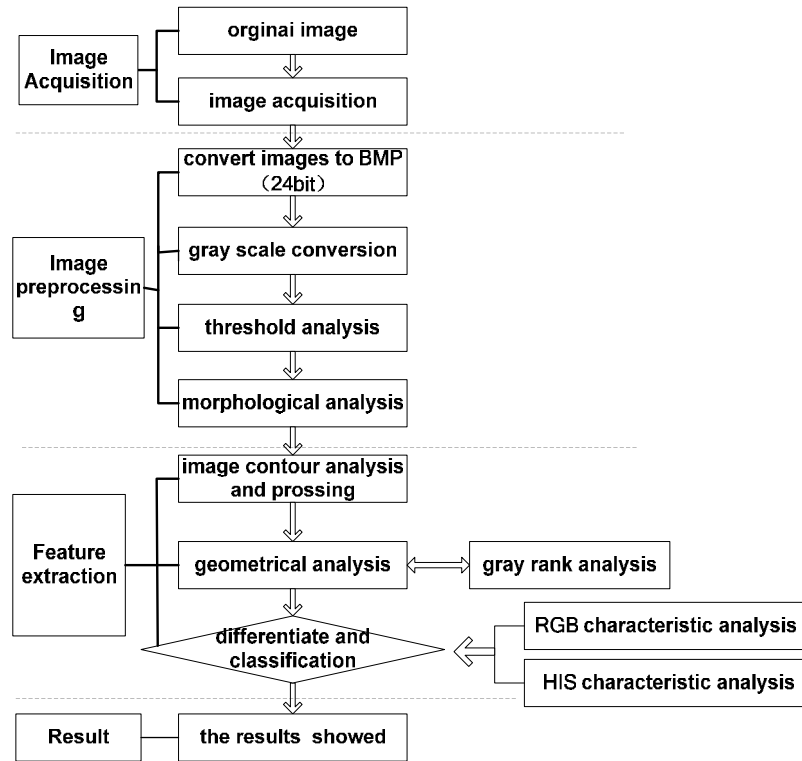 orginai image
Image
Acquisition
image acquisition
convert images to BMP
（24bit）
gray scale conversion
Image
preprocessin
g
threshold analysis
morphological analysis
image contour analysis
and prossing
Feature
extraction
geometrical analysis
gray rank analysis
differentiate and
classification
RGB characteristic analysis
HIS characteristic analysis
Result
the results showed